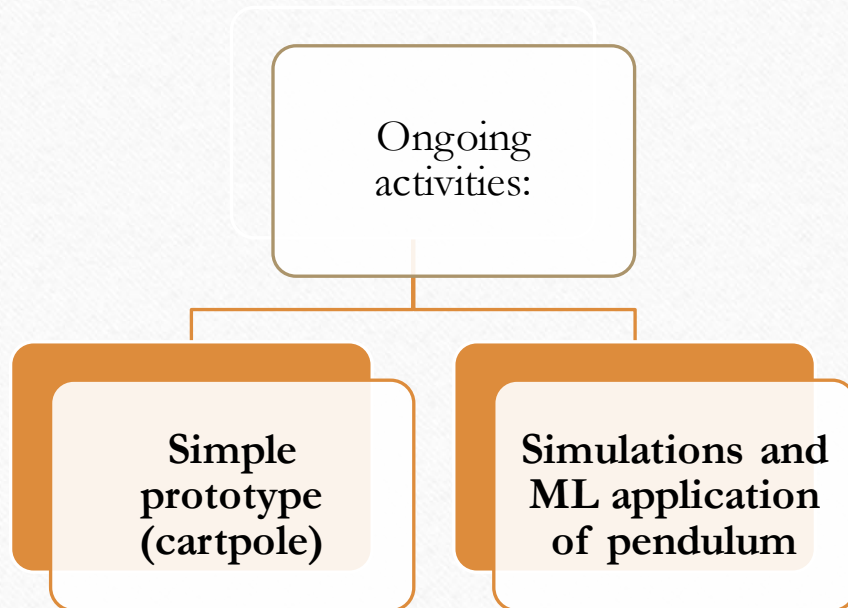 Ongoing
activities:
Simple
prototype
(cartpole)
Simulations and
ML application
of pendulum